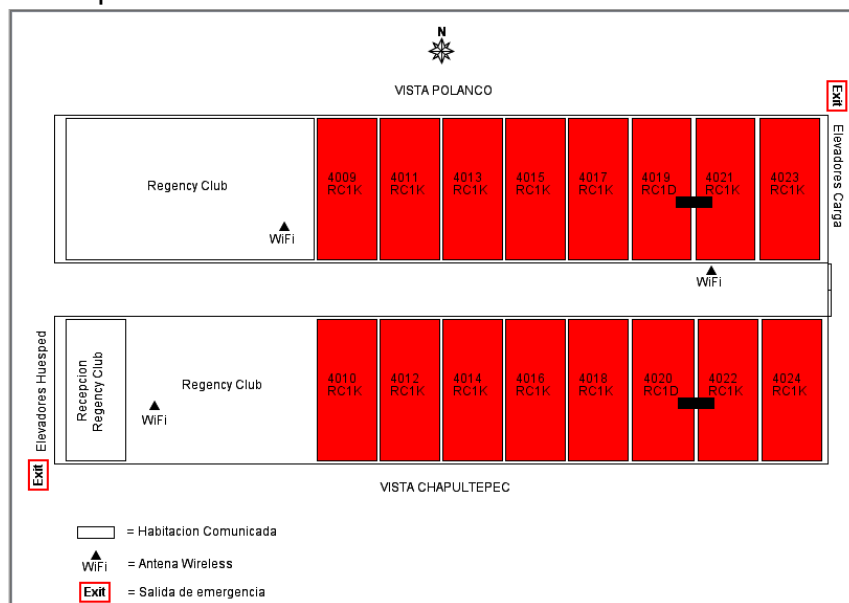 N
VISTA POLANCO
Exit
Elevadores Carga
Regency Club
WiFi
4009
RC1K
4011
RC1K
4013
RC1K
4015
RC1K
4017
RC1K
4019
RC1D
4021
RC1K
4023
RC1K
WiFi
Elevadores Huesped
Recepcion
Regency Club
Regency Club
WiFi
4010
RC1K
4012
RC1K
4014
RC1K
4016
RC1K
4018
RC1K
4020
RC1D
4022
RC1K
4024
RC1K
Exit
VISTA CHAPULTEPEC
= Habitacion Comunicada
WiFi = Antena Wireless
Exit = Salida de emergencia